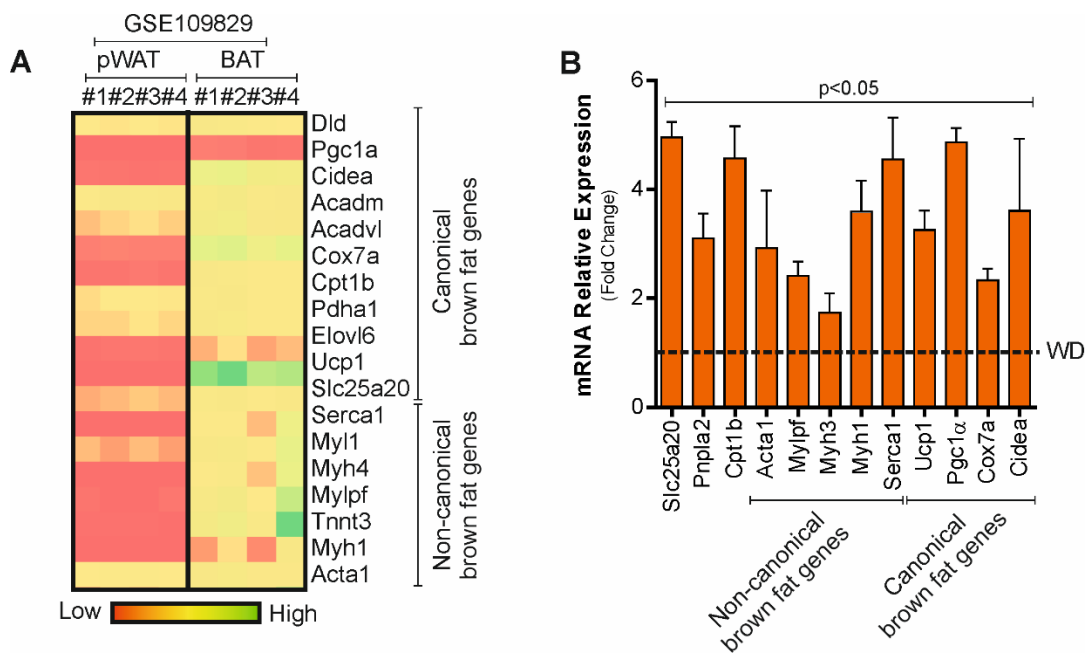 GSE109829
A
pWAT
BAT
#1#2#3#4
#1#2#3#4
Dld
Pgc1a
Cidea
Acadm
Acadvl
Cox7a
Cpt1b
Pdha1
Elovl6
Ucp1
Slc25a20
Serca1
Myl1
Myh4
Mylpf
Tnnt3
Myh1
Acta1
Canonical
brown fat genes
Non-canonical
brown fat genes
Low
High
B
p<0.05
mRNA Relative Expression
(Fold Change)
6
4
2
0
WD
Slc25a20
Pnpla2
Cpt1b
Acta1
Mylpf
Myh3
Myh1
Serca1
Ucp1
Pgc1α
Cox7a
Cidea
Non-canonical
brown fat genes
Canonical
brown fat genes